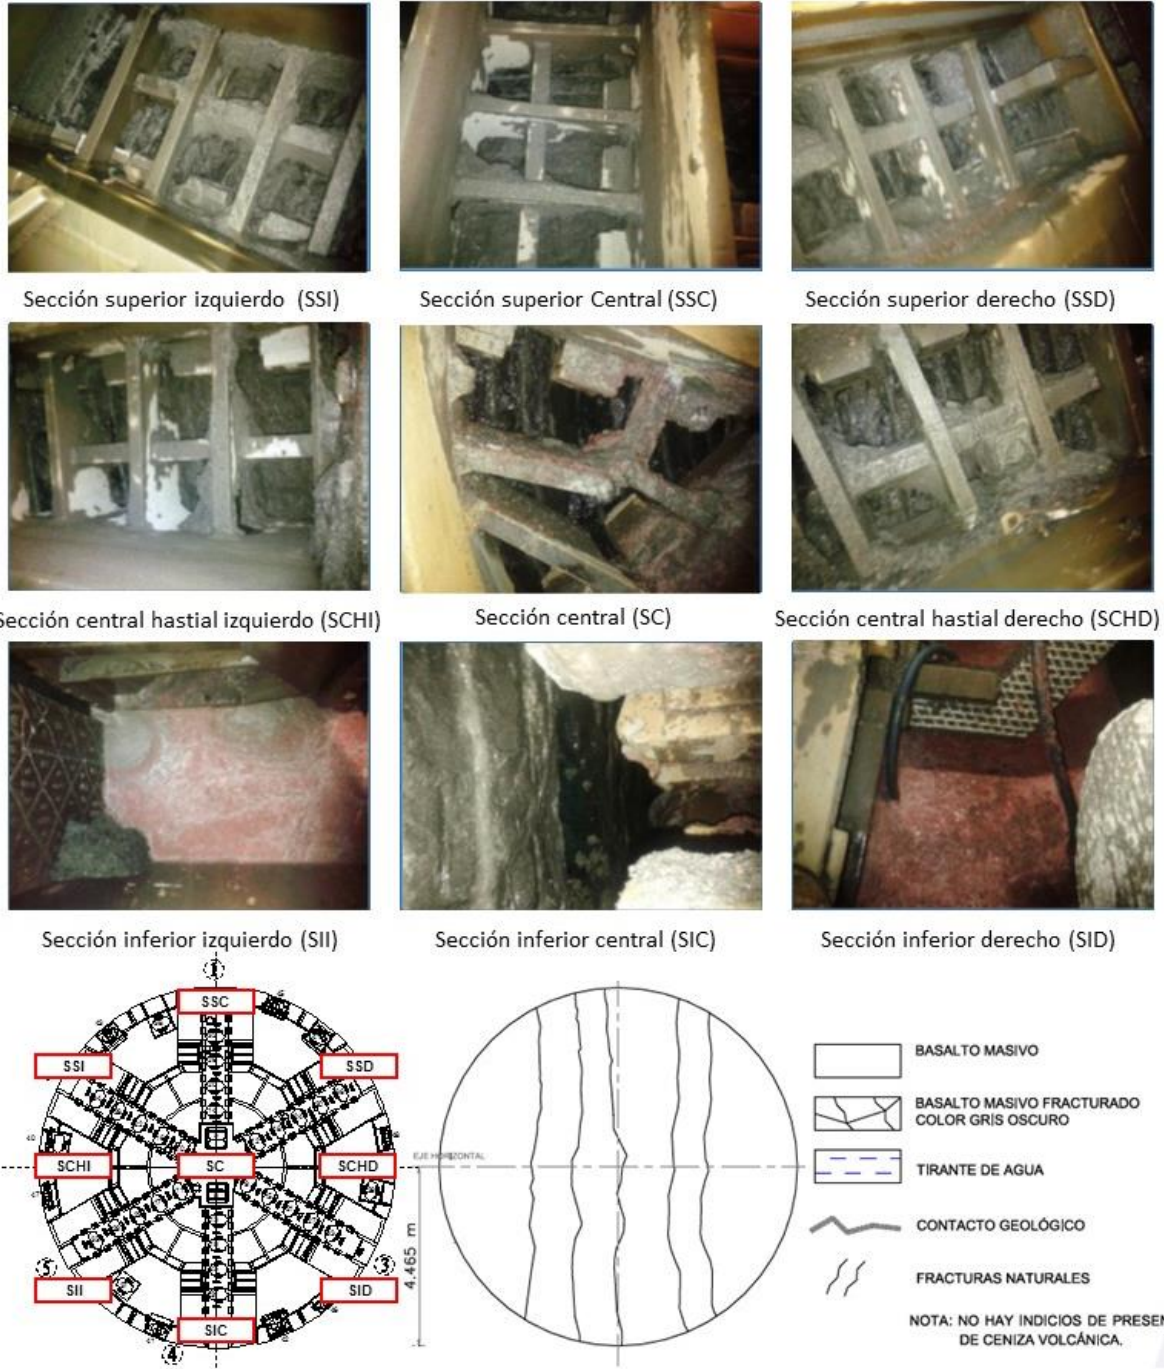 Sección superior izquierdo (SSI)
Sección superior Central (SSC)
Sección superior derecho (SSD)
Sección central hastial izquierdo (SCHI)
Sección central (SC)
Sección central hastial derecho (SCHD)
Sección inferior izquierdo (SII)
Sección inferior central (SIC)
Sección inferior derecho (SID)
1
SSC
SSI
SSD
SCHI
SC
SCHD
5
3
SII
SID
SIC
4
EJE HORIZONTAL
4.465 m
BASALTO MASIVO
BASALTO MASIVO FRACTURADO
COLOR GRIS OSCURO
TIRANTE DE AGUA
CONTACTO GEOLÓGICO
FRACTURAS NATURALES
NOTA: NO HAY INDICIOS DE PRESEN
DE CENIZA VOLCÁNICA.